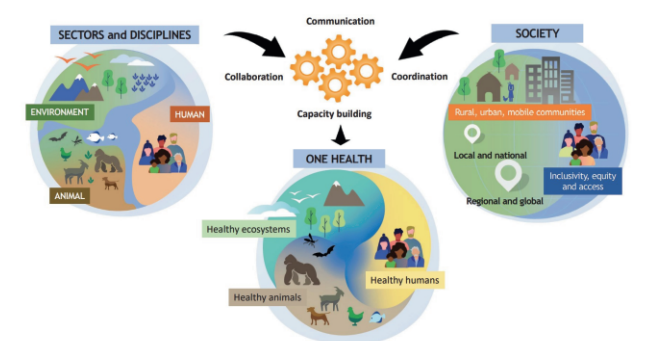 Communication
SECTORS and DISCIPLINES
SOCIETY
Collaboration
Coordination
ENVIRONMENT
HUMAN
ANIMAL
Capacity building
Rural, urban, mobile communities
Local and national
Inclusivity, equity
and access
Regional and global
ONE HEALTH
Healthy ecosystems
Healthy humans
Healthy animals